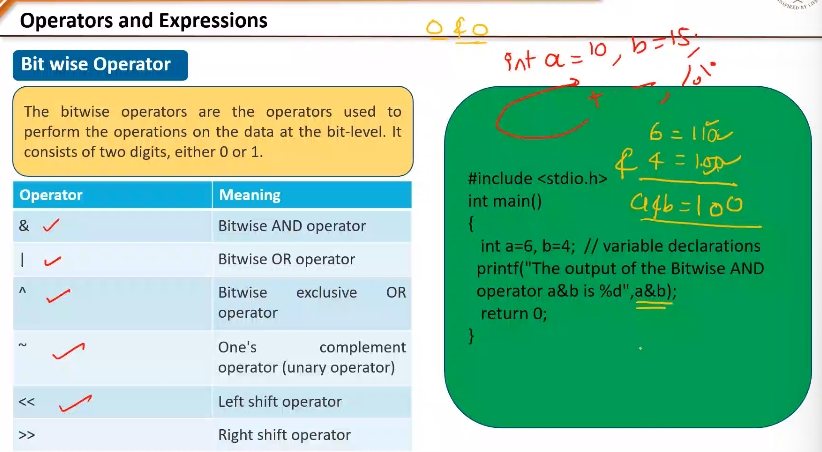 Operators and Expressions
0 & 0
int a = 10, b = 15;
Bit wise Operator
The bitwise operators are the operators used to
perform the operations on the data at the bit-level. It
consists of two digits, either 0 or 1.
Operator Meaning
& Bitwise AND operator
| Bitwise OR operator
^ Bitwise exclusive OR
operator
~ One's complement
operator (unary operator)
<< Left shift operator
>> Right shift operator
6 = 110
& 4 = 100
a&b = 100
#include <stdio.h>
int main()
{
int a=6, b=4; // variable declarations
printf("The output of the Bitwise AND
operator a&b is %d",a&b);
return 0;
}